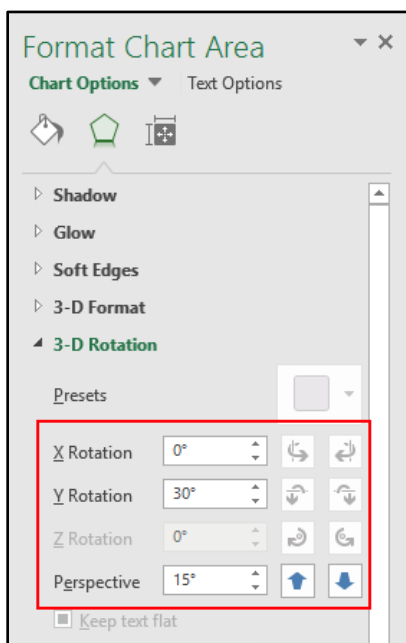 Format Chart Area
Chart Options Text Options
Shadow
Glow
Soft Edges
3-D Format
3-D Rotation
Presets
X Rotation 0°
Y Rotation 30°
Z Rotation 0°
Perspective 15°
Keep text flat